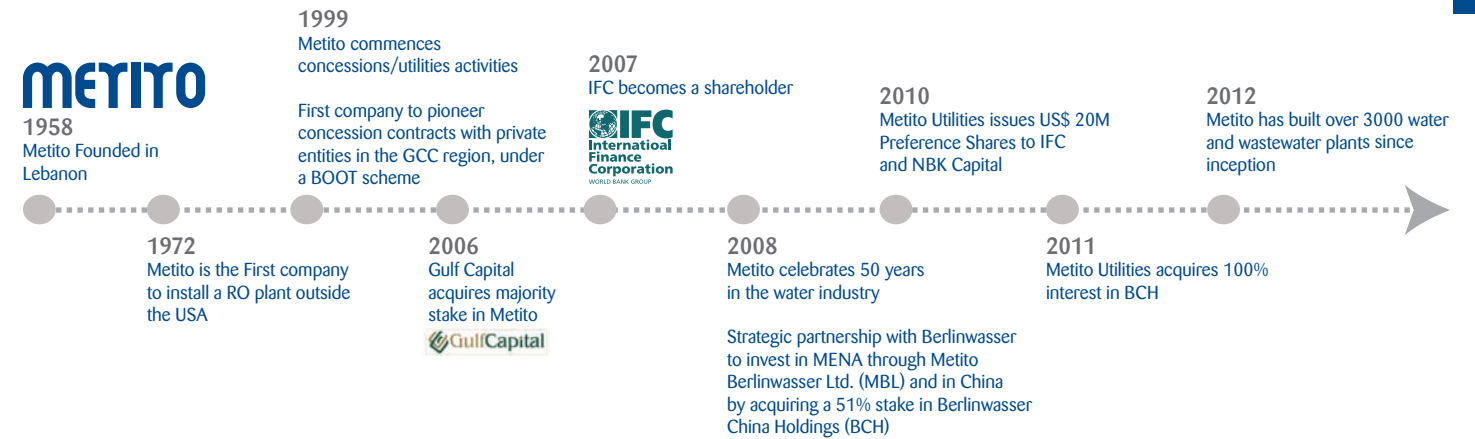 METITO
1958
Metito Founded in
Lebanon
1972
Metito is the First company
to install a RO plant outside
the USA
1999
Metito commences
concessions/utilities activities
First company to pioneer
concession contracts with private
entities in the GCC region, under
a BOOT scheme
2006
Gulf Capital
acquires majority
stake in Metito
GulfCapital
2007
IFC becomes a shareholder
IFC
Internatioal
Finance
Corporation
WORLD BANK GROUP
2008
Metito celebrates 50 years
in the water industry
Strategic partnership with Berlinwasser
to invest in MENA through Metito
Berlinwasser Ltd. (MBL) and in China
by acquiring a 51% stake in Berlinwasser
China Holdings (BCH)
2010
Metito Utilities issues US$ 20M
Preference Shares to IFC
and NBK Capital
2011
Metito Utilities acquires 100%
interest in BCH
2012
Metito has built over 3000 water
and wastewater plants since
inception